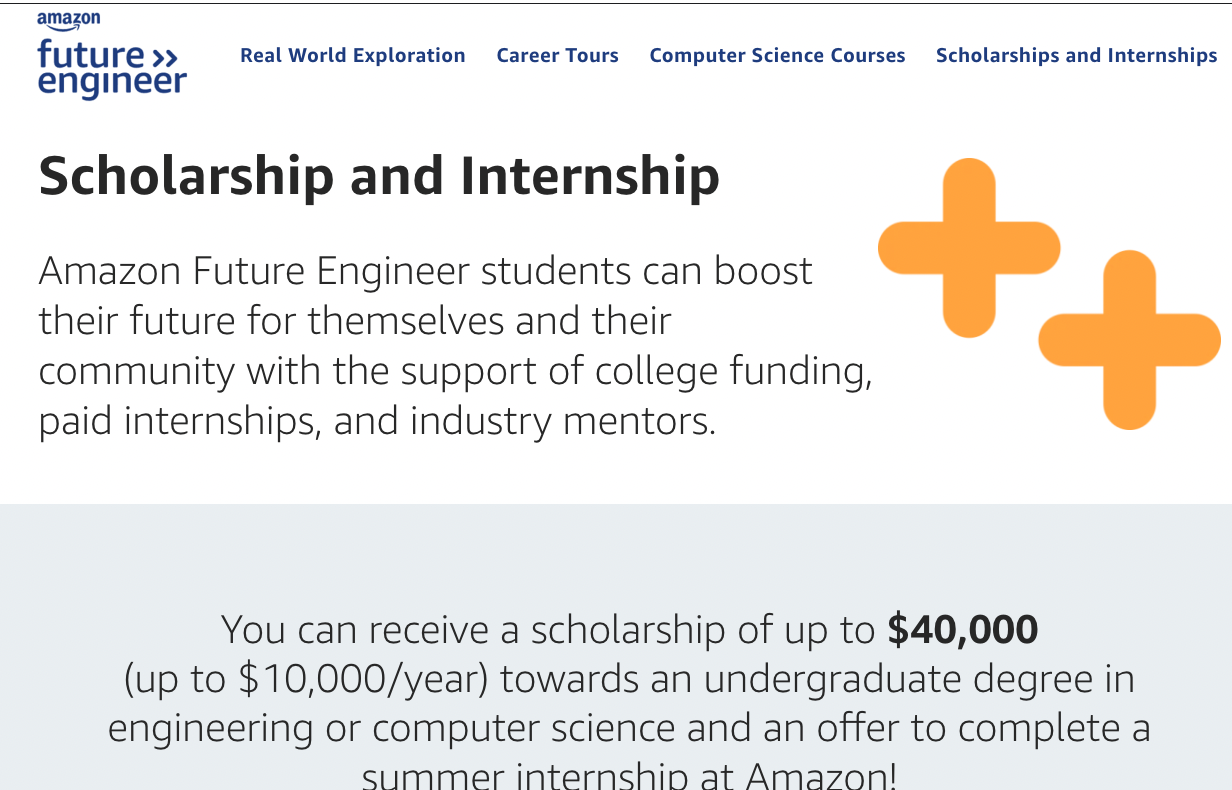 amazon
future >>
engineer
Real World Exploration
Career Tours
Computer Science Courses
Scholarships and Internships
Scholarship and Internship
Amazon Future Engineer students can boost
their future for themselves and their
community with the support of college funding,
paid internships, and industry mentors.
You can receive a scholarship of up to $40,000
(up to $10,000/year) towards an undergraduate degree in
engineering or computer science and an offer to complete a
summer internship at Amazon!